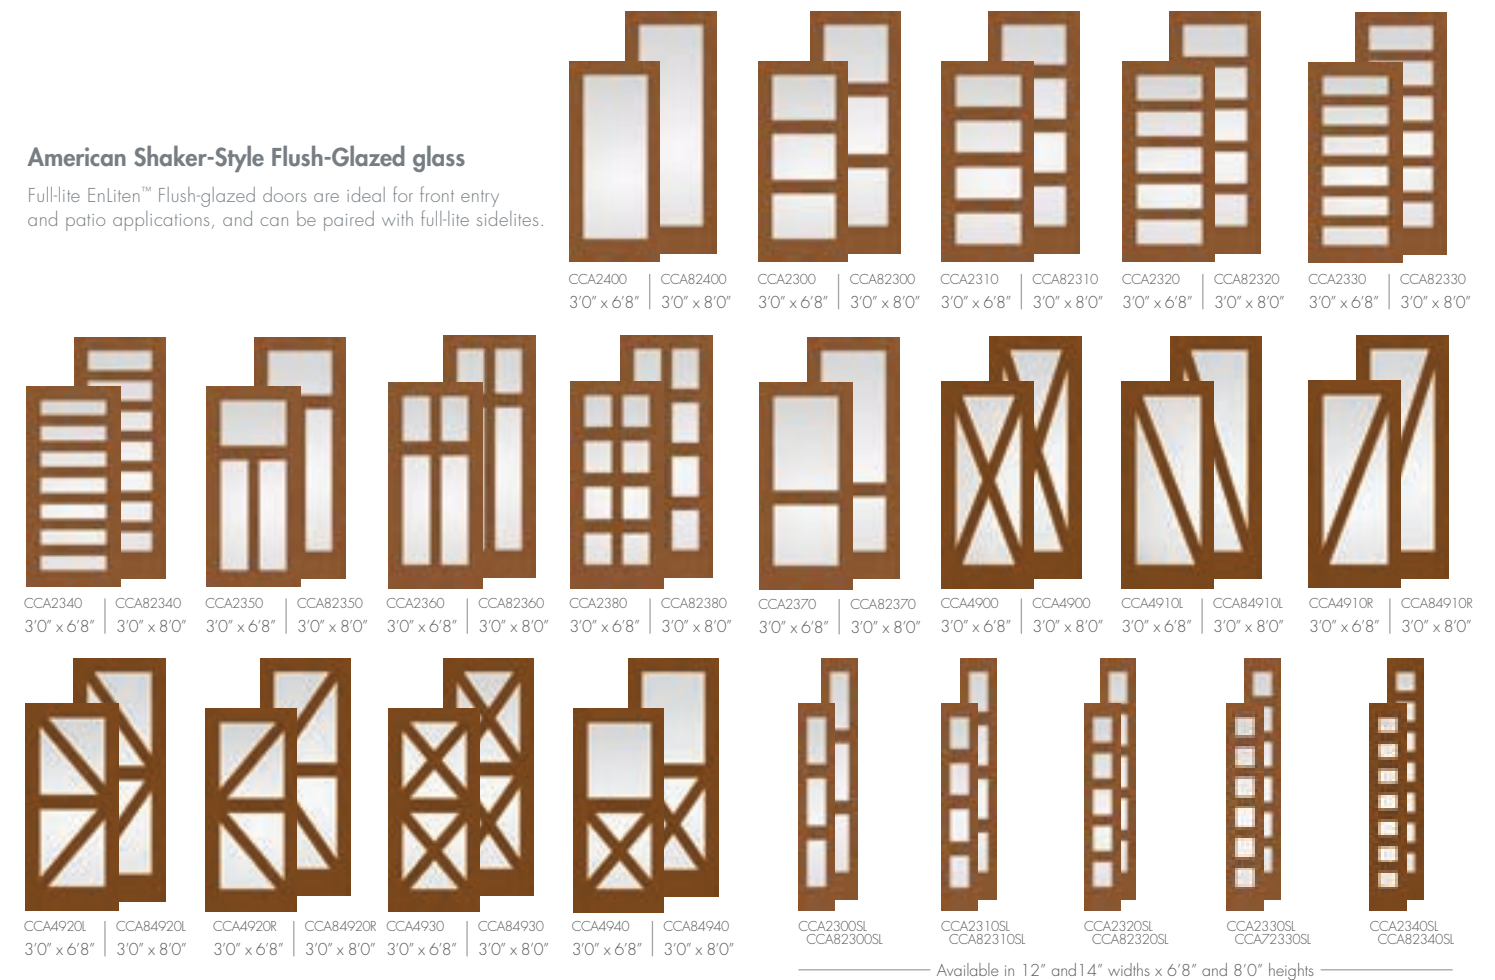 American Shaker-Style Flush-Glazed glass
Full-lite EnLiten™ Flush-glazed doors are ideal for front entry
and patio applications, and can be paired with full-lite sidelites.
CCA2400 CCA82400
3'0" x 6'8" 3'0" x 8'0"
CCA2300 CCA82300
3'0" x 6'8" 3'0" x 8'0"
CCA2310 CCA82310
3'0" x 6'8" 3'0" x 8'0"
CCA2320 CCA82320
3'0" x 6'8" 3'0" x 8'0"
CCA2330 CCA82330
3'0" x 6'8" 3'0" x 8'0"
CCA2340 CCA82340
3'0" x 6'8" 3'0" x 8'0"
CCA2350 CCA82350
3'0" x 6'8" 3'0" x 8'0"
CCA2360 CCA82360
3'0" x 6'8" 3'0" x 8'0"
CCA2380 CCA82380
3'0" x 6'8" 3'0" x 8'0"
CCA2370 CCA82370
3'0" x 6'8" 3'0" x 8'0"
CCA4900 CCA4900
3'0" x 6'8" 3'0" x 8'0"
CCA4910L CCA84910L
3'0" x 6'8" 3'0" x 8'0"
CCA4910R CCA84910R
3'0" x 6'8" 3'0" x 8'0"
CCA4920L CCA84920L
3'0" x 6'8" 3'0" x 8'0"
CCA4920R CCA84920R
3'0" x 6'8" 3'0" x 8'0"
CCA4930 CCA84930
3'0" x 6'8" 3'0" x 8'0"
CCA4940 CCA84940
3'0" x 6'8" 3'0" x 8'0"
CCA2300SL
CCA82300SL
CCA2310SL
CCA82310SL
CCA2320SL
CCA82320SL
CCA2330SL
CCA72330SL
CCA2340SL
CCA82340SL
Available in 12" and14" widths x 6'8" and 8'0" heights